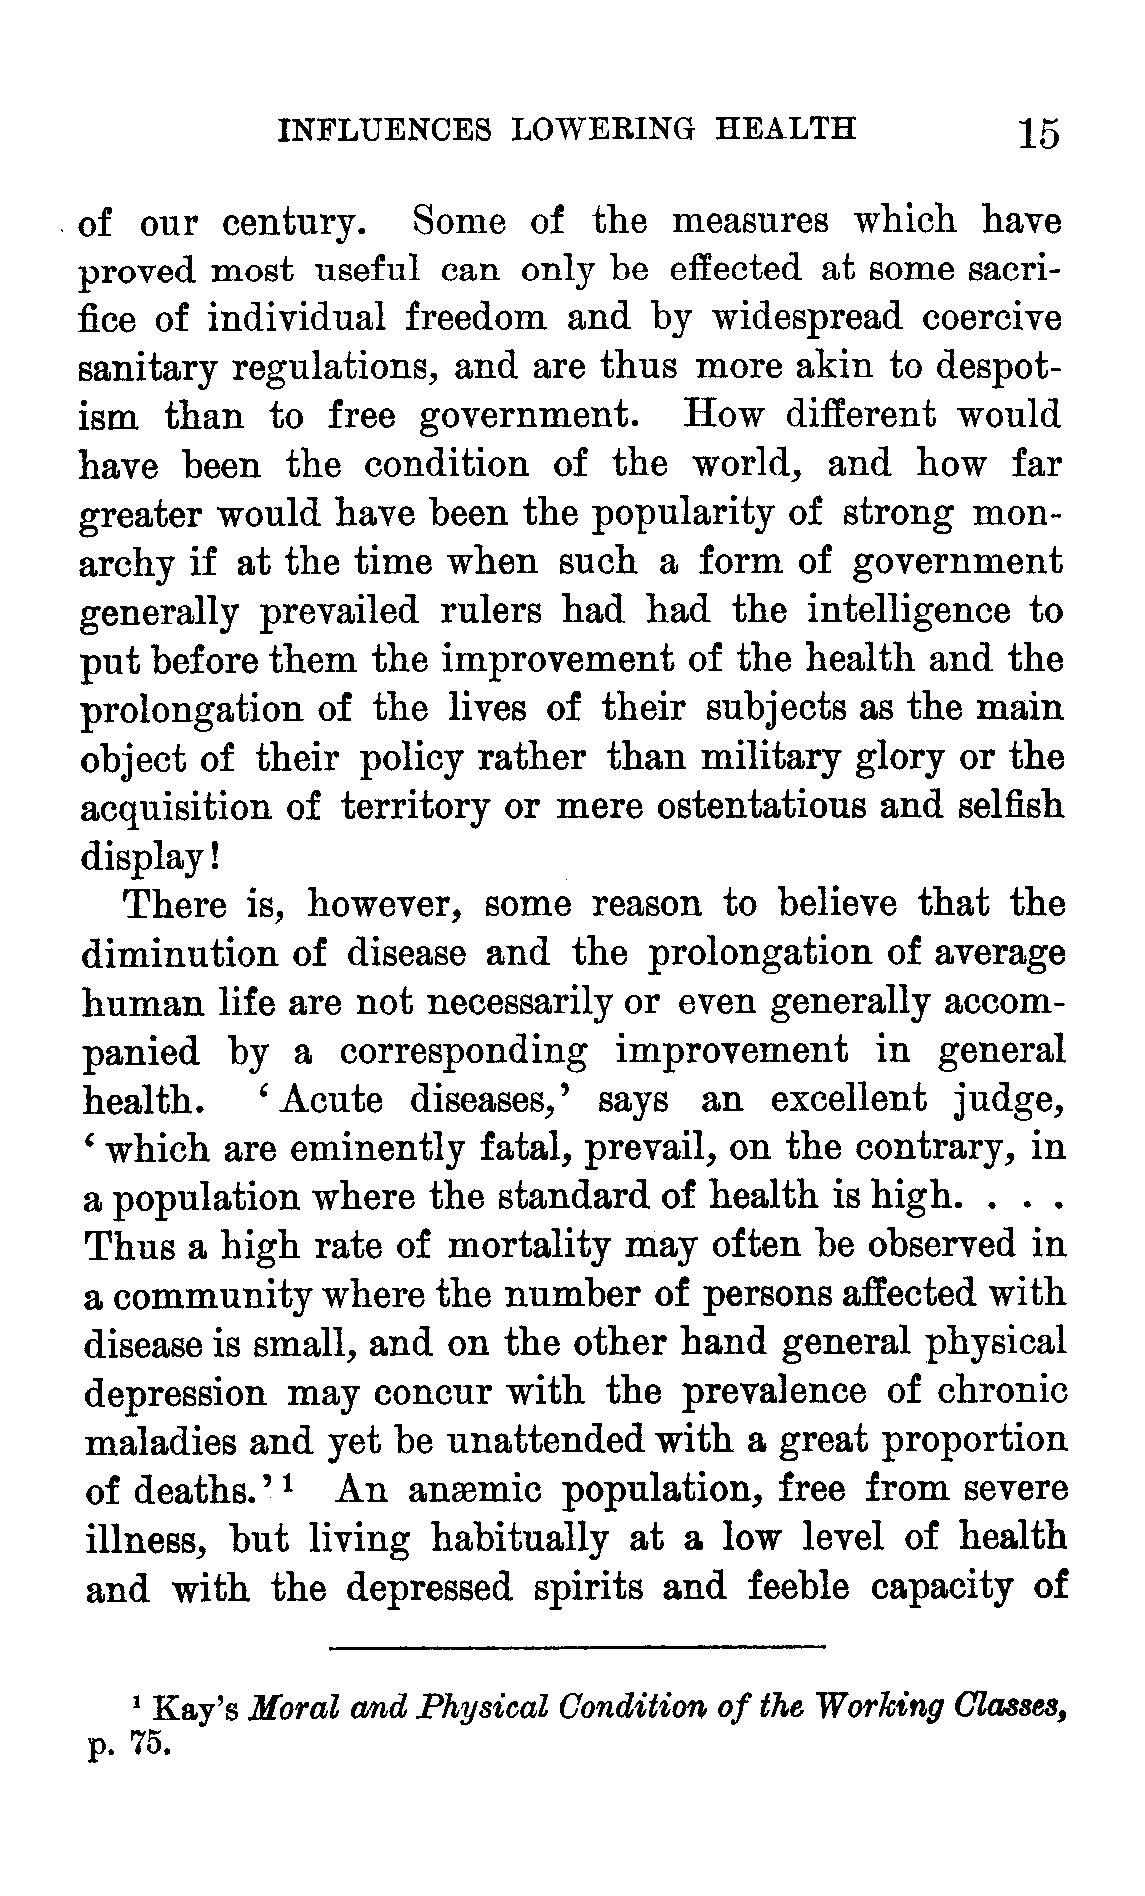 INFLUENCES LOWERING HEALTH 15
of our century. Some of the measures which have
proved most useful can only be effected at some sacri-
fice of individual freedom and by widespread coercive
sanitary regulations, and are thus more akin to despot-
ism than to free government. How different would
have been the condition of the world, and how far
greater would have been the popularity of strong mon-
archy if at the time when such a form of government
generally prevailed rulers had had the intelligence to
put before them the improvement of the health and the
prolongation of the lives of their subjects as the main
object of their policy rather than military glory or the
acquisition of territory or mere ostentatious and selfish
display!
There is, however, some reason to believe that the
diminution of disease and the prolongation of average
human life are not necessarily or even generally accom-
panied by a corresponding improvement in general
health. ‘Acute diseases,’ says an excellent judge,
‘which are eminently fatal, prevail, on the contrary, in
a population where the standard of health is high. . . .
Thus a high rate of mortality may often be observed in
a community where the number of persons affected with
disease is small, and on the other hand general physical
depression may concur with the prevalence of chronic
maladies and yet be unattended with a great proportion
of deaths.’ ¹ An anæmic population, free from severe
illness, but living habitually at a low level of health
and with the depressed spirits and feeble capacity of
¹ Kay’s Moral and Physical Condition of the Working Classes,
p. 75.